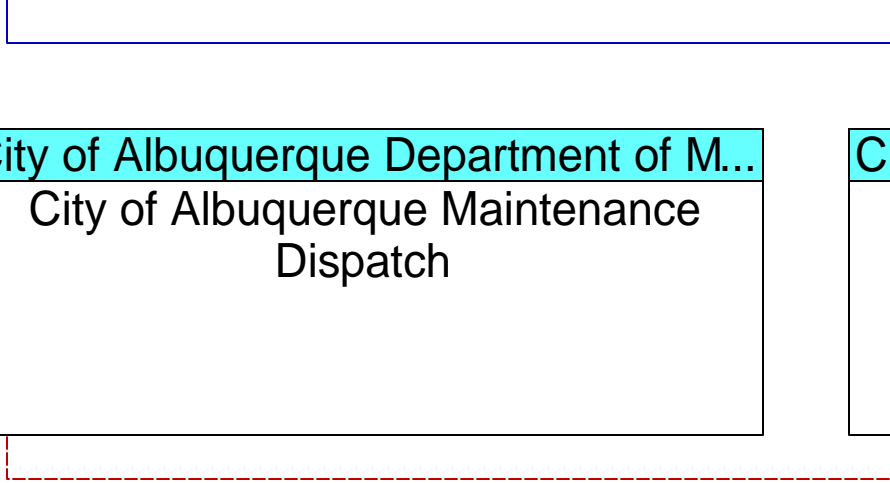 City of Albuquerque Department of M...
C
City of Albuquerque Maintenance
Dispatch